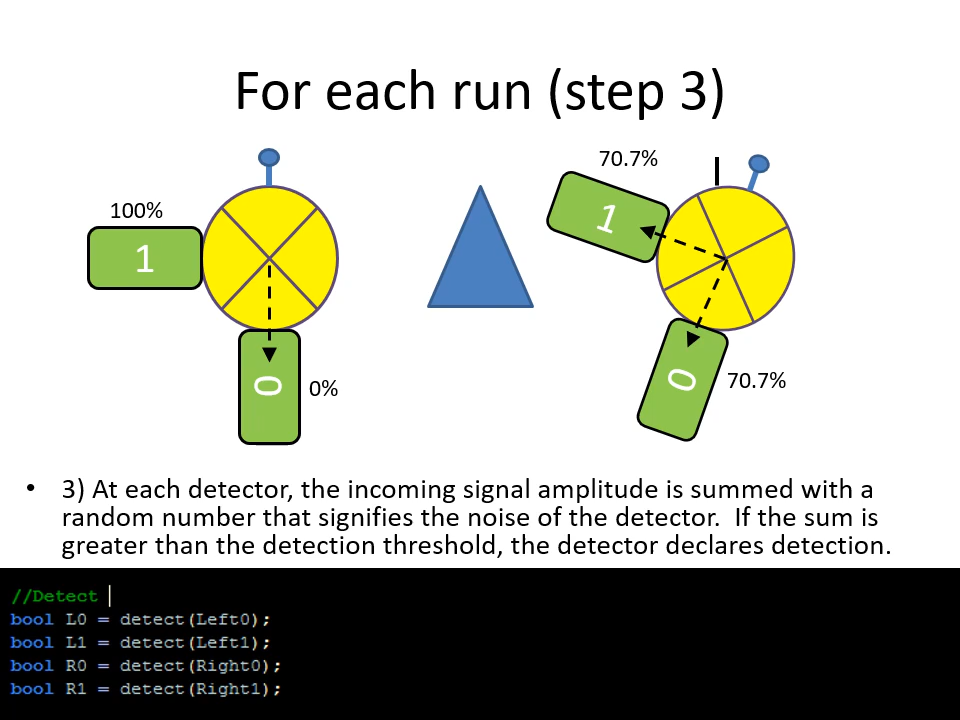 For each run (step 3)
70.7%
100%
1
1
0
0%
0
70.7%
• 3) At each detector, the incoming signal amplitude is summed with a
random number that signifies the noise of the detector.  If the sum is
greater than the detection threshold, the detector declares detection.
//Detect
bool L0 = detect(Left0);
bool L1 = detect(Left1);
bool R0 = detect(Right0);
bool R1 = detect(Right1);